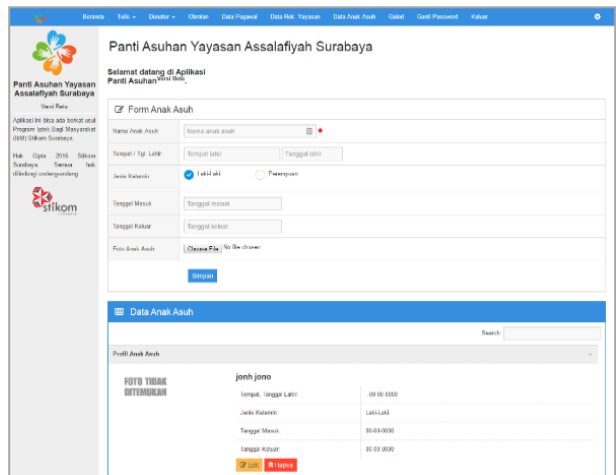 Beranda Tulis Donatur Obrolan Data Pegawai Data Rek. Yayasan Data Anak Asuh Galeri Ganti Password Keluar
Panti Asuhan Yayasan
Assalafiyah Surabaya
Versi Beta
Aplikasi ini bisa ada berkat usul
Program Iptek Bagi Masyarakat
(IbM) Stikom Surabaya.
Hak Cipta 2016 Stikom
Surabaya Semua hak
dilindungi undang-undang
stikom
SURABAYA
Panti Asuhan Yayasan Assalafiyah Surabaya
Selamat datang di Aplikasi
Panti Asuhan Versi Beta.
Form Anak Asuh
Nama Anak Asuh Nama anak asuh *
Tempat / Tgl. Lahir Tempat lahir Tanggal lahir
Jenis Kelamin Laki-Laki Perempuan
Tanggal Masuk Tanggal masuk
Tanggal Keluar Tanggal keluar
Foto Anak Asuh Choose File No file chosen
Simpan
Data Anak Asuh
Search:
Profil Anak Asuh
FOTO TIDAK
DITEMUKAN
jonh jono
Tempat, Tanggal Lahir: , 00-00-0000
Jenis Kelamin: Laki-Laki
Tanggal Masuk: 00-00-0000
Tanggal Keluar: 00-00-0000
Edit Hapus